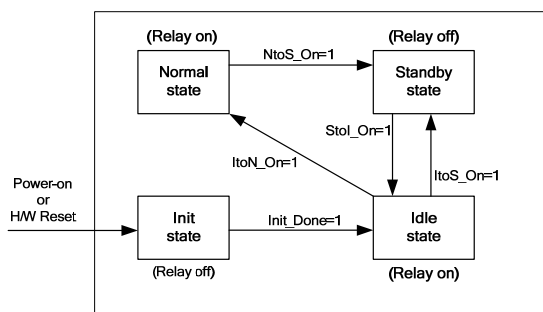 (Relay on)
(Relay off)
Normal
state
NtoS_On=1
Standby
state
StoI_On=1
ItoN_On=1
ItoS_On=1
Power-on
or
H/W Reset
Init
state
Init_Done=1
Idle
state
(Relay off)
(Relay on)